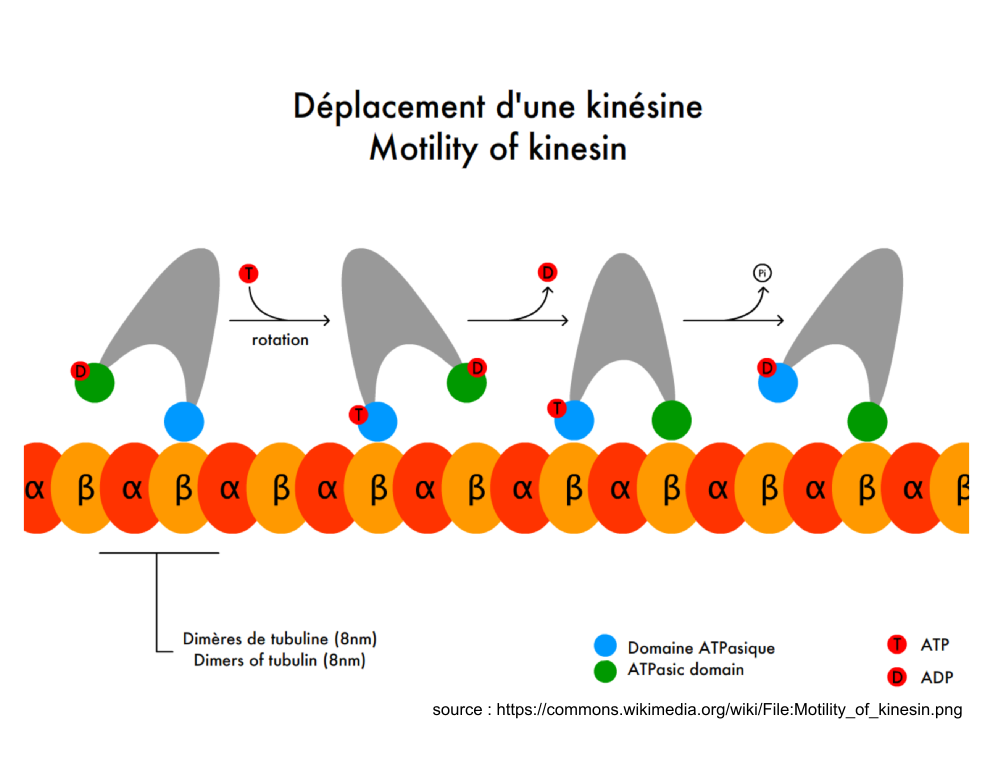 Déplacement d'une kinésine
Motility of kinesin
T
D
Pi
rotation
D
D
D
T
T
α β α β α β α β α β α β α β α β α β α β
Dimères de tubuline (8nm)
Dimers of tubulin (8nm)
Domaine ATPasique
ATPasic domain
T ATP
D ADP
source : https://commons.wikimedia.org/wiki/File:Motility_of_kinesin.png